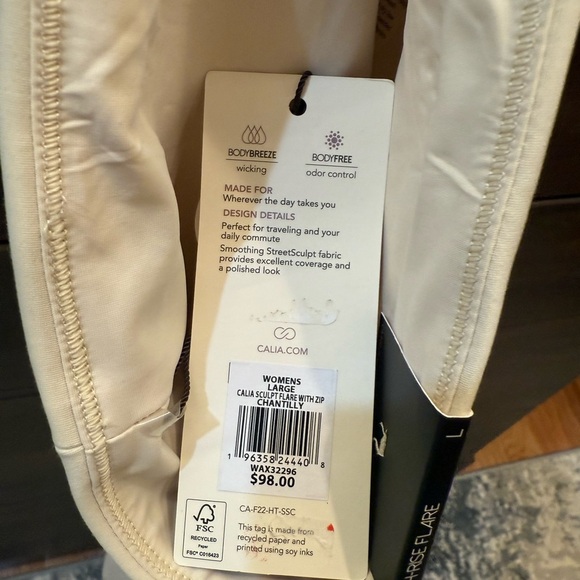 BODYBREEZE
wicking
BODYFREE
odor control
MADE FOR
Wherever the day takes you
DESIGN DETAILS
Perfect for traveling and your
daily commute
Smoothing StreetSculpt fabric
provides excellent coverage and
a polished look
CALIA.COM
WOMENS
LARGE
CALIA SCULPT FLARE WITH ZIP
CHANTILLY
1 96358 24440 8
WAX32296
$98.00
CA-F22-HT-SSC
FSC
RECYCLED
Paper
FSC® C016423
This tag is made from
recycled paper and
printed using soy inks
L
H-RISE FLARE